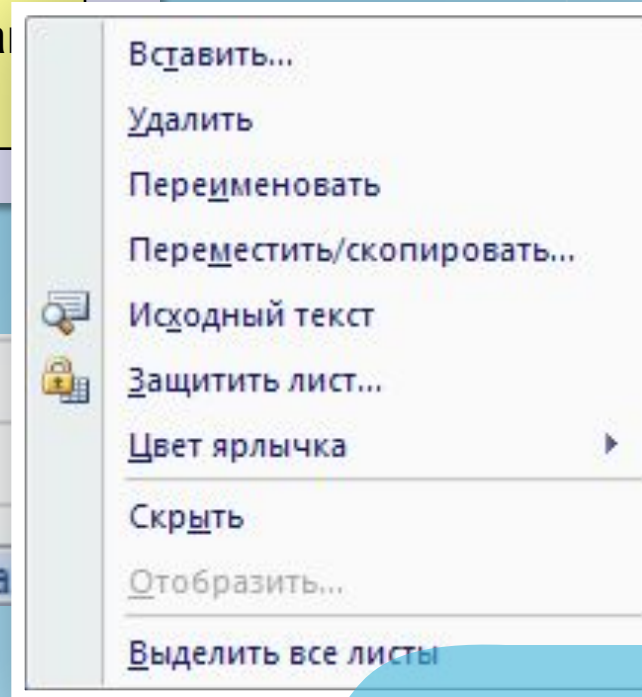 Вставить...
Удалить
Переименовать
Переместить/скопировать...
Исходный текст
Защитить лист...
Цвет ярлычка
Скрыть
Отобразить...
Выделить все листы